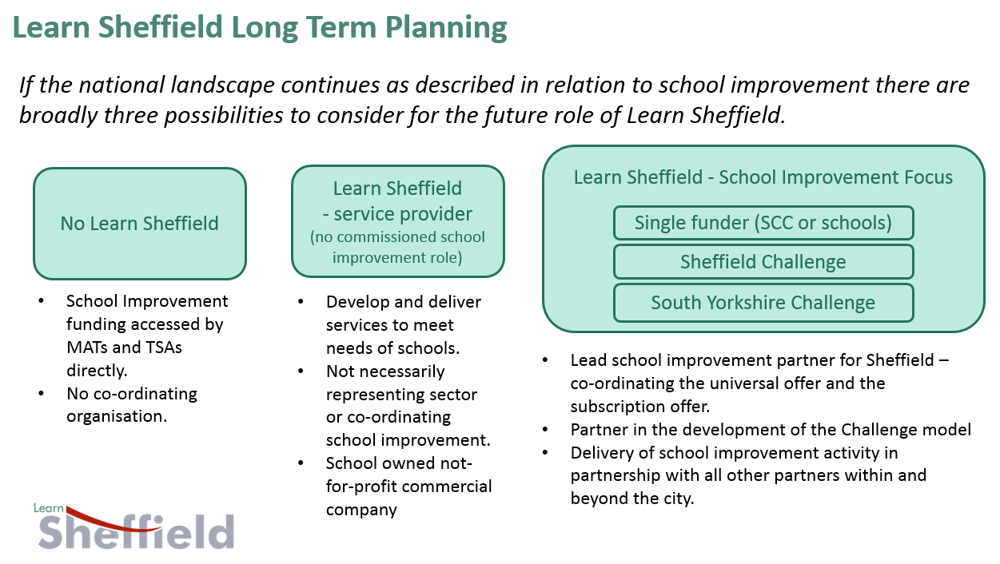 Learn Sheffield Long Term Planning
If the national landscape continues as described in relation to school improvement there are
broadly three possibilities to consider for the future role of Learn Sheffield.
No Learn Sheffield
• School Improvement
funding accessed by
MATs and TSAs
directly.
• No co-ordinating
organisation.
Learn Sheffield
- service provider
(no commissioned school
improvement role)
• Develop and deliver
services to meet
needs of schools.
• Not necessarily
representing sector
or co-ordinating
school improvement.
• School owned not-
for-profit commercial
company
Learn Sheffield - School Improvement Focus
Single funder (SCC or schools)
Sheffield Challenge
South Yorkshire Challenge
• Lead school improvement partner for Sheffield –
co-ordinating the universal offer and the
subscription offer.
• Partner in the development of the Challenge model
• Delivery of school improvement activity in
partnership with all other partners within and
beyond the city.
Learn
Sheffield